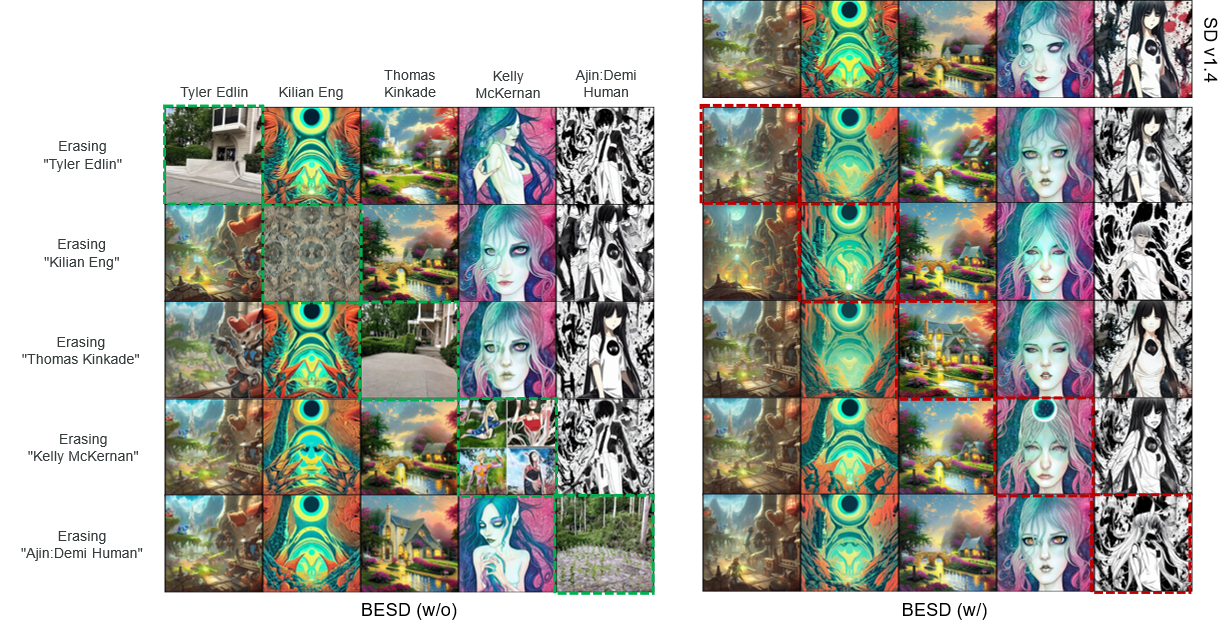 SD v1.4
Tyler Edlin
Kilian Eng
Thomas
Kinkade
Kelly
McKernan
Ajin:Demi
Human
Erasing
"Tyler Edlin"
Erasing
"Kilian Eng"
Erasing
"Thomas Kinkade"
Erasing
"Kelly McKernan"
Erasing
"Ajin:Demi Human"
BESD (w/o)
BESD (w/)